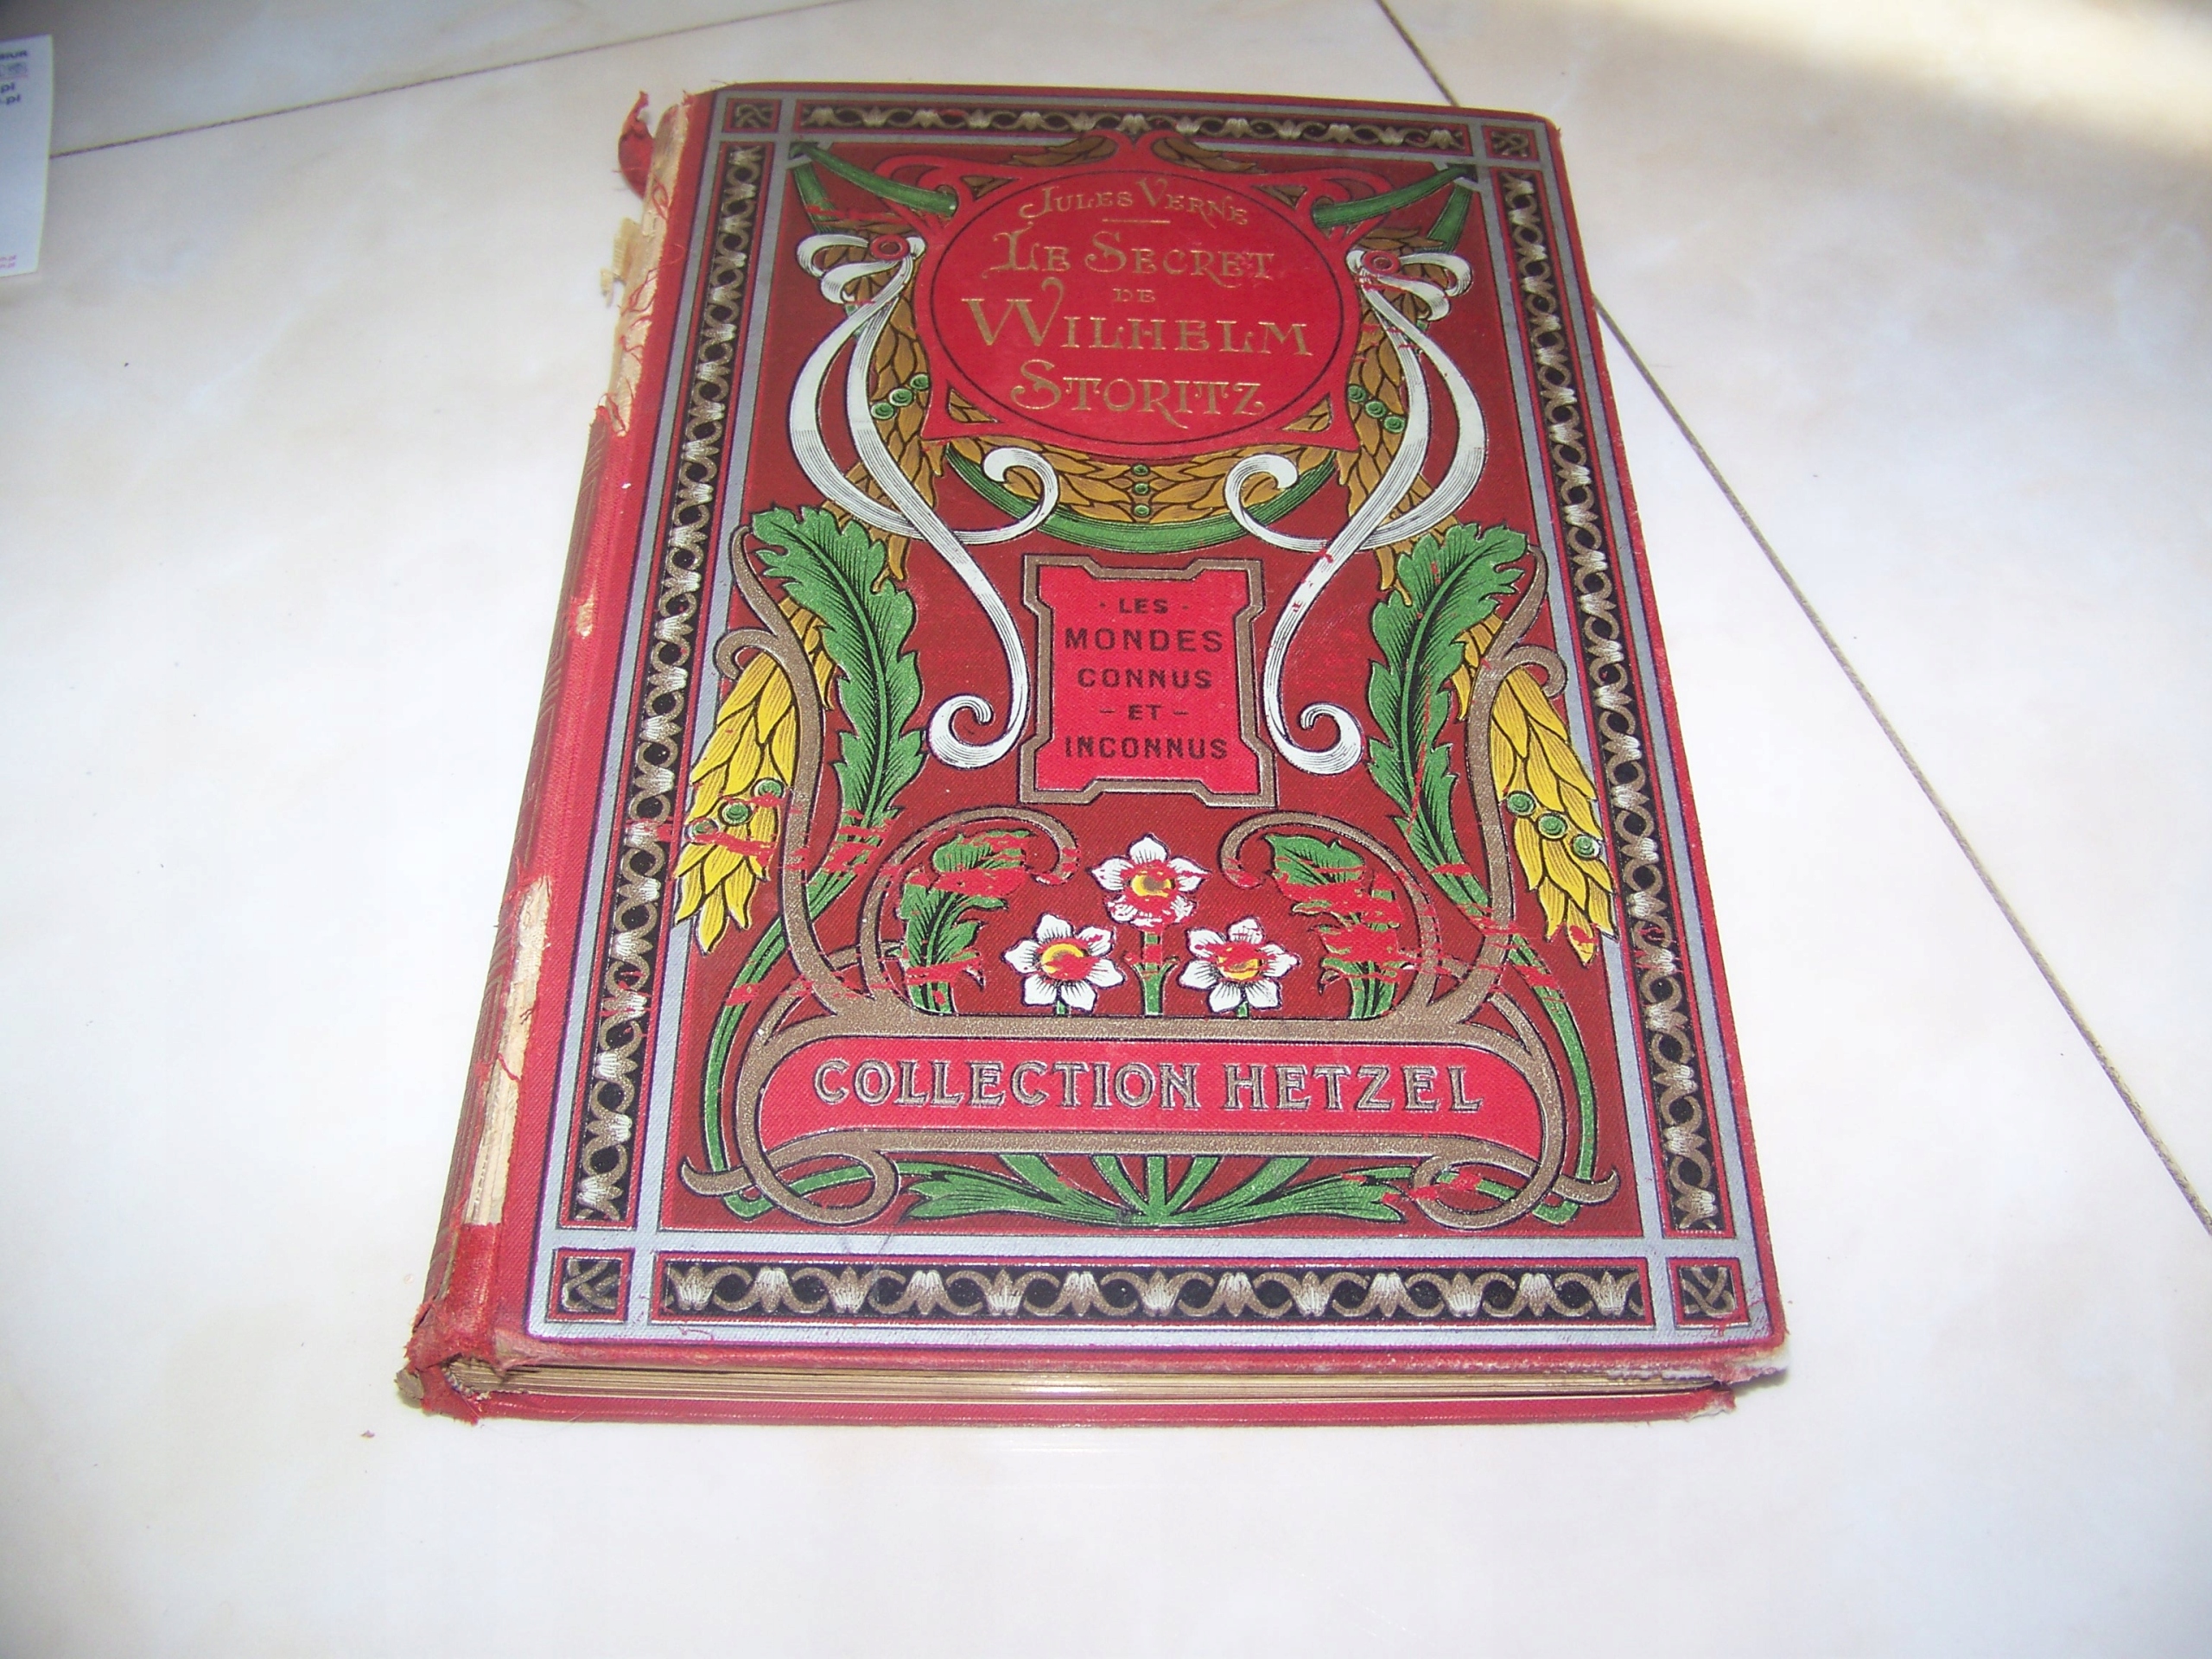 JULES VERNE
LE SECRET
DE
WILHELM
STORITZ
· LES ·
MONDES
CONNUS
– ET –
INCONNUS
COLLECTION HETZEL